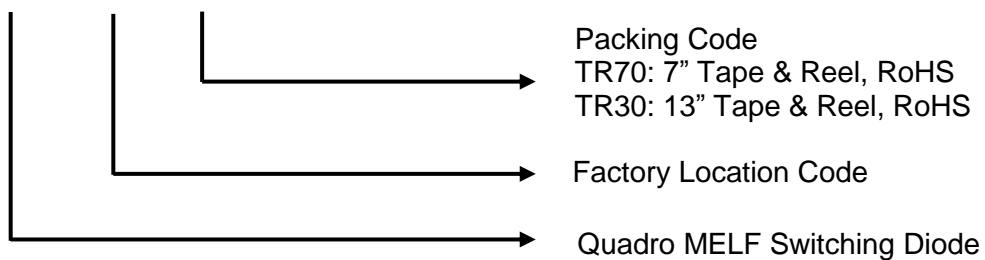 Packing Code
TR70: 7” Tape & Reel, RoHS
TR30: 13” Tape & Reel, RoHS
Factory Location Code
Quadro MELF Switching Diode